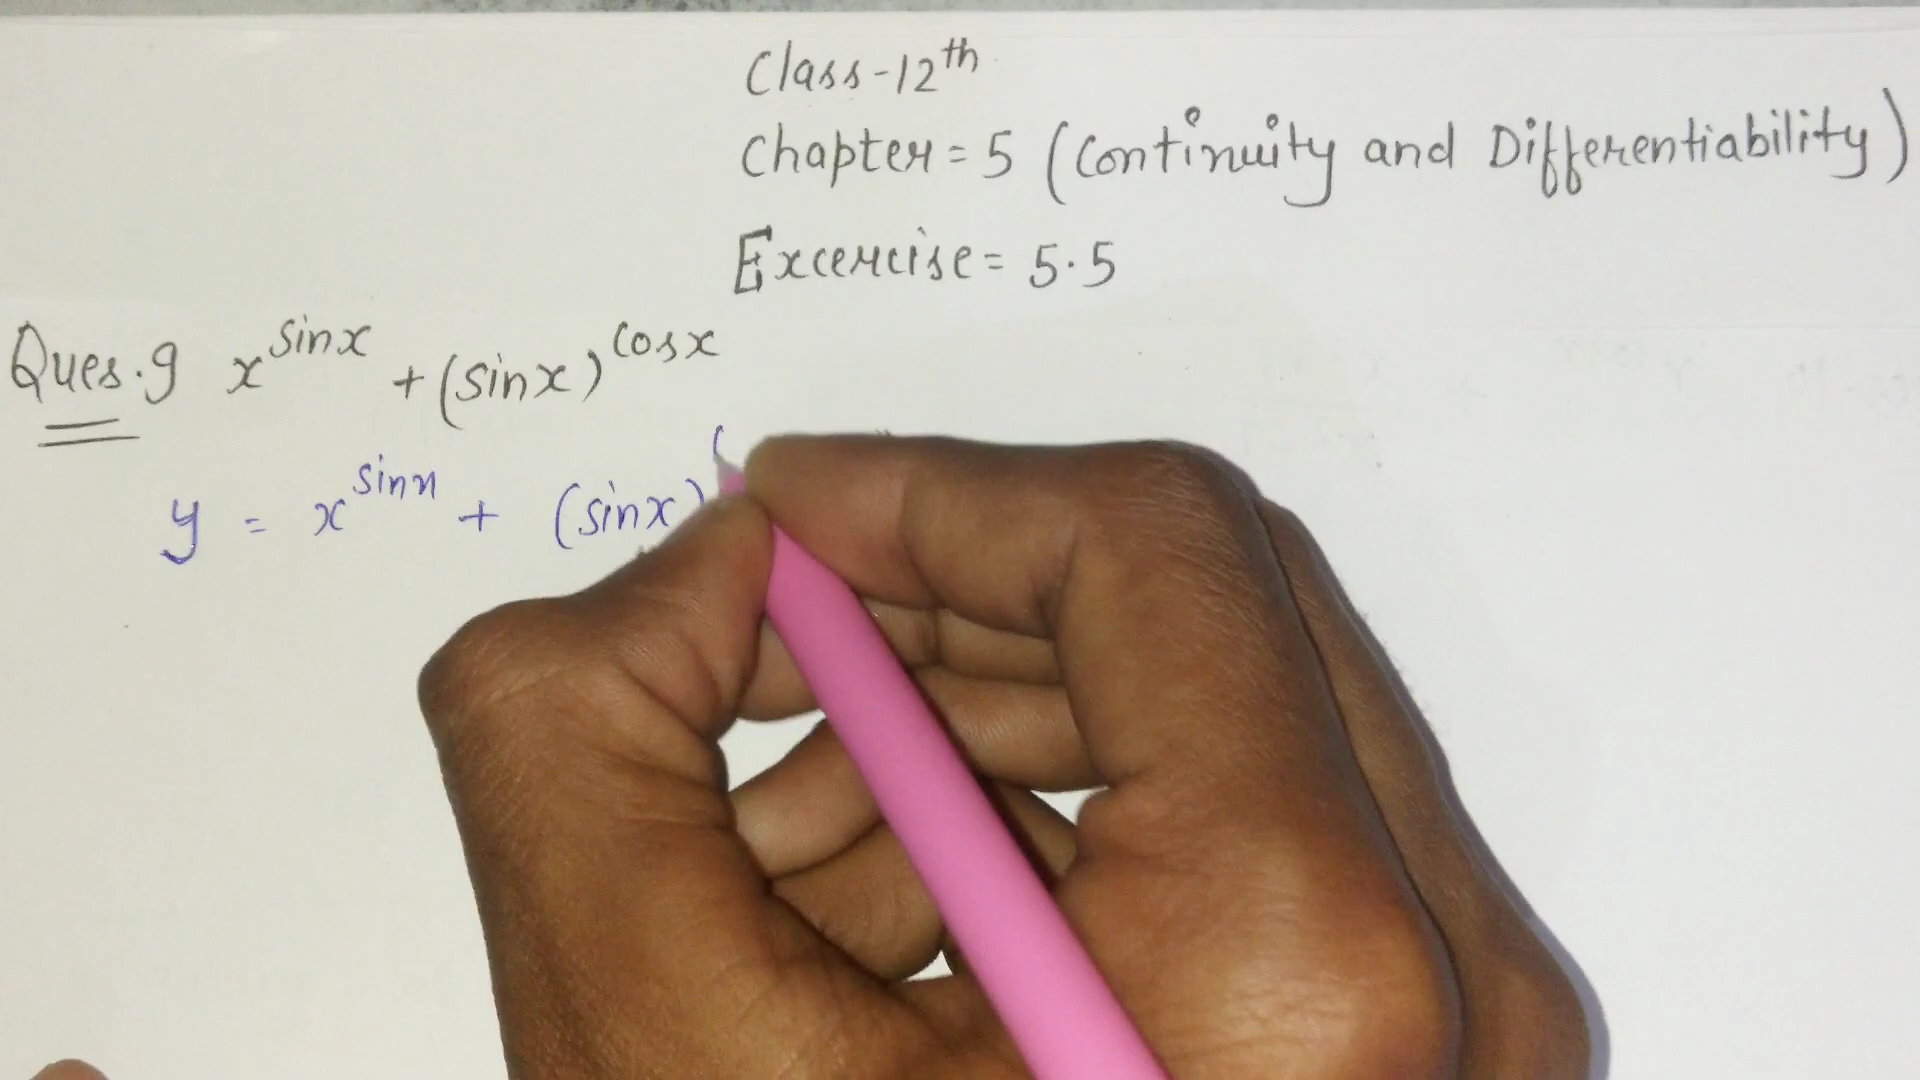 Class-12th
Chapter = 5 (Continuity and Differentiability)
Excercise = 5.5
Ques.9 x^sinx + (sinx)^cosx
y = x^sinx + (sinx)^(